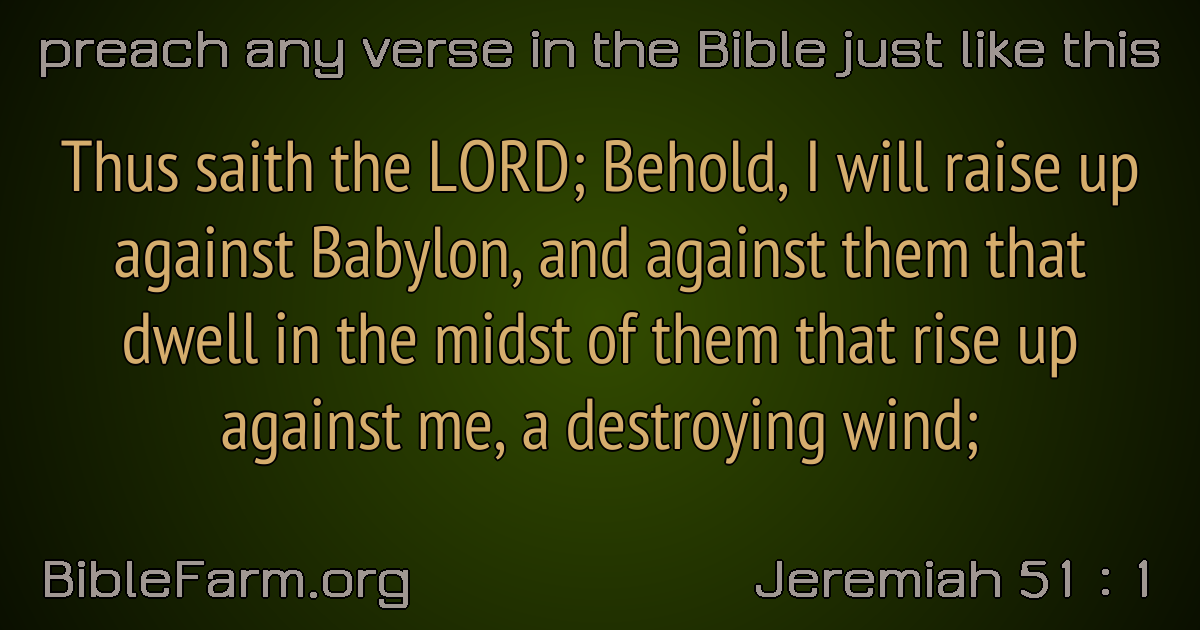 preach any verse in the Bible just like this
Thus saith the LORD; Behold, I will raise up
against Babylon, and against them that
dwell in the midst of them that rise up
against me, a destroying wind;
BibleFarm.org
Jeremiah 51 : 1